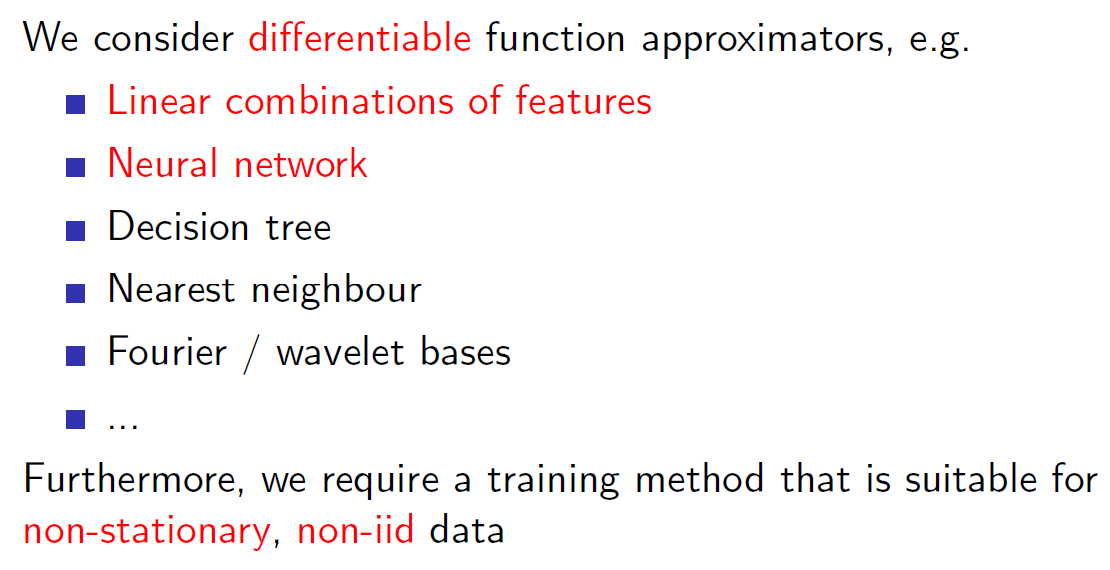 We consider differentiable function approximators, e.g.
Linear combinations of features
Neural network
Decision tree
Nearest neighbour
Fourier / wavelet bases
...
Furthermore, we require a training method that is suitable for
non-stationary, non-iid data